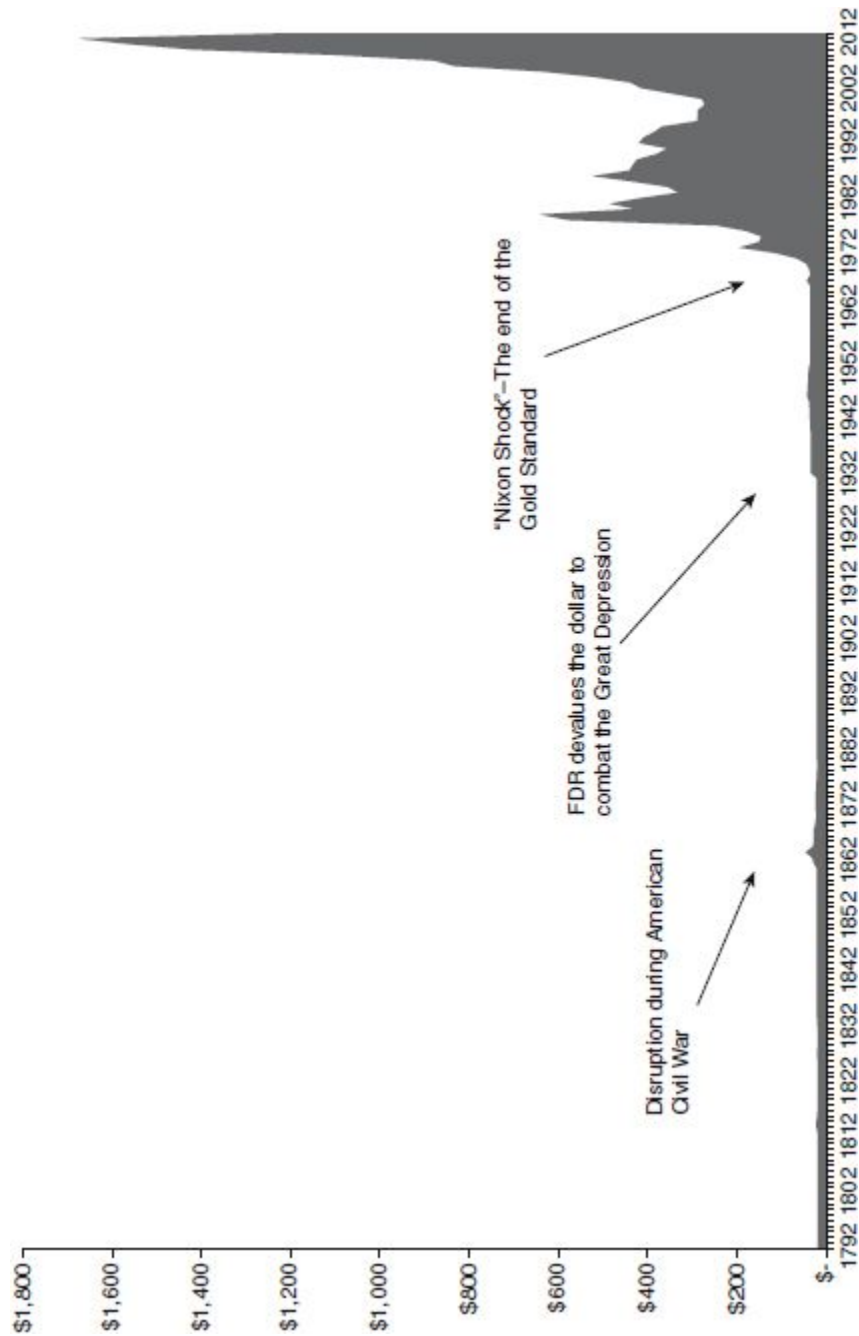 $1,800
$1,600
$1,400
$1,200
$1,000
$800
$600
$400
$200
$-
"Nixon Shock"–The end of the
Gold Standard
FDR devalues the dollar to
combat the Great Depression
Disruption during American
Civil War
1792 1802 1812 1822 1832 1842 1852 1862 1872 1882 1892 1902 1912 1922 1932 1942 1952 1962 1972 1982 1992 2002 2012